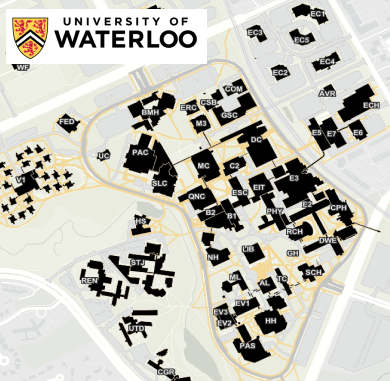 UNIVERSITY OF
WATERLOO
EC1
EC3
EC5
EC4
WF
EC2
AVR
COM
ERC
CSB
ECH
BMH
GSC
FED
M3
E5
E7
E6
DC
PAC
UC
MC
C2
E3
V1
SLC
EIT
QNC
ESC
E2
CPH
B2
B1
PHY
HS
RCH
DWE
LIB
GH
NH
STJ
SCH
REN
ML
AL
TC
EV1
EV3
EV2
HH
UTD
PAS
CGR